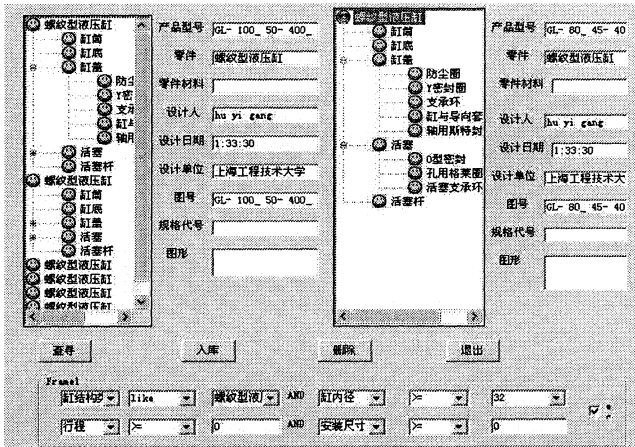 螺纹型液压缸
缸筒
缸底
缸盖
防尘
Y密
支承
缸与
轴用
活塞
活塞杆
螺纹型液压缸
缸筒
缸底
缸盖
活塞
活塞杆
螺纹型液压缸
螺纹型液压缸
螺纹型液压缸
产品型号 GL- 100_ 50- 400_
零件 螺纹型液压缸
零件材料
设计人 hu yi gang
设计日期 1:33:30
设计单位 上海工程技术大学
图号 GL- 100_ 50- 400_
规格代号
图形
螺纹型液压缸
缸筒
缸底
缸盖
防尘圈
Y密封圈
支承环
缸与导向套
轴用斯特封
活塞
O型密封
孔用格莱圈
活塞支承环
活塞杆
产品型号 GL- 80_ 45- 40
零件 螺纹型液压缸
零件材料
设计人 hu yi gang
设计日期 1:33:30
设计单位 上海工程技术大
图号 GL- 80_ 45- 40
规格代号
图形
查寻 入库 删除 退出
Frame1
缸结构 like 螺纹型液 AND 缸内径 >= 32
行程 >= 0 AND 安装尺寸 >= 0